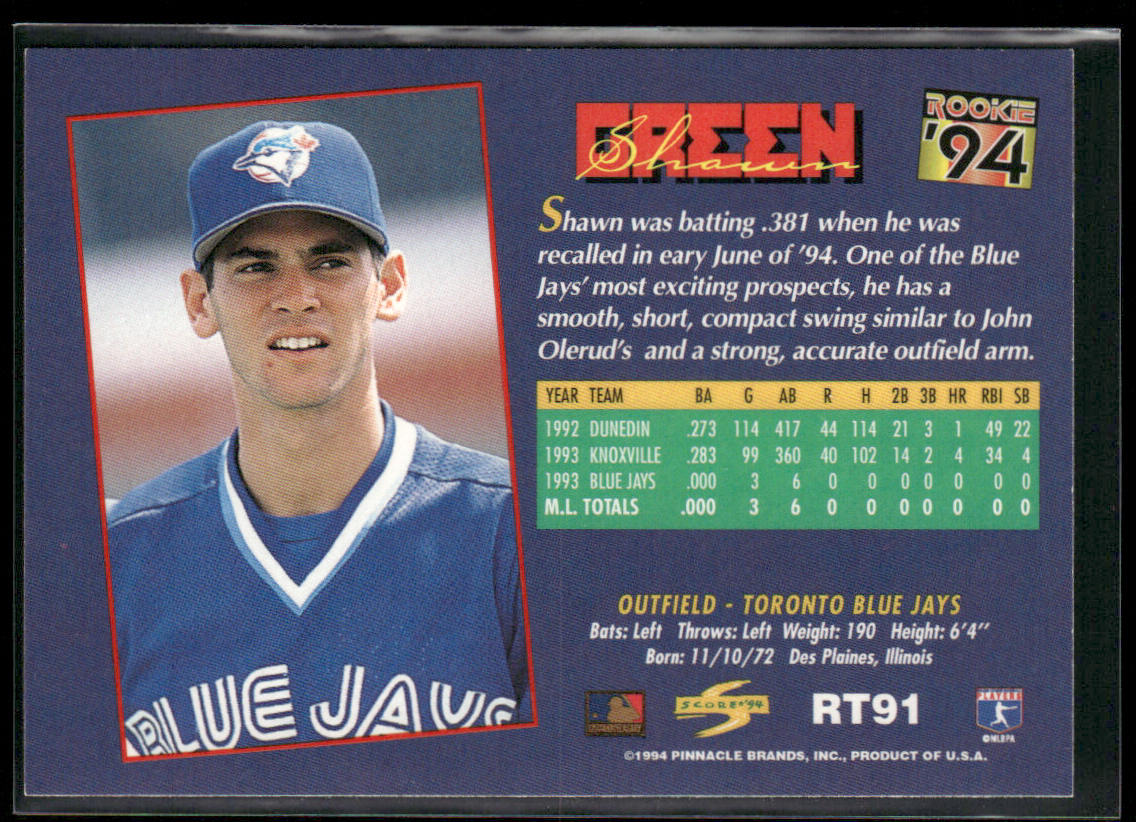 GREEN
Shawn
ROOKIE
'94
Shawn was batting .381 when he was
recalled in eary June of '94. One of the Blue
Jays' most exciting prospects, he has a
smooth, short, compact swing similar to John
Olerud's and a strong, accurate outfield arm.
YEAR TEAM BA G AB R H 2B 3B HR RBI SB
1992 DUNEDIN .273 114 417 44 114 21 3 1 49 22
1993 KNOXVILLE .283 99 360 40 102 14 2 4 34 4
1993 BLUE JAYS .000 3 6 0 0 0 0 0 0 0
M.L. TOTALS .000 3 6 0 0 0 0 0 0 0
OUTFIELD - TORONTO BLUE JAYS
Bats: Left Throws: Left Weight: 190 Height: 6'4"
Born: 11/10/72 Des Plaines, Illinois
BLUE JAYS
SCORE '94
RT91
PLAYERS
©MLBPA
©1994 PINNACLE BRANDS, INC., PRODUCT OF U.S.A.